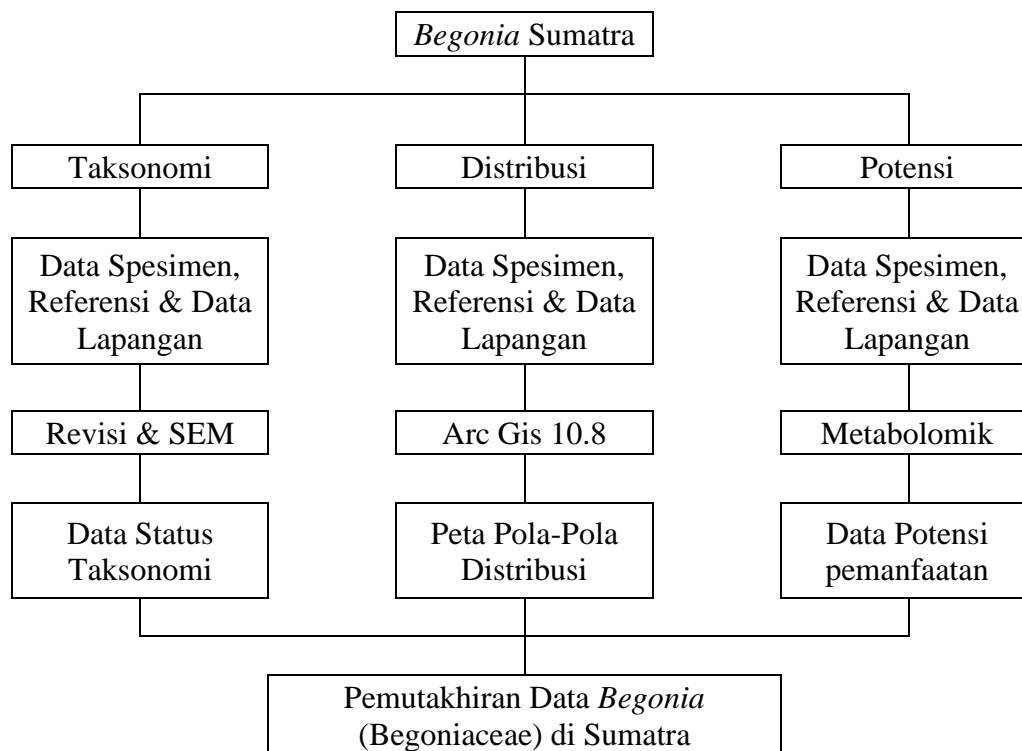 Begonia Sumatra
Taksonomi
Distribusi
Potensi
Data Spesimen,
Referensi & Data
Lapangan
Data Spesimen,
Referensi & Data
Lapangan
Data Spesimen,
Referensi & Data
Lapangan
Revisi & SEM
Arc Gis 10.8
Metabolomik
Data Status
Taksonomi
Peta Pola-Pola
Distribusi
Data Potensi
pemanfaatan
Pemutakhiran Data Begonia
(Begoniaceae) di Sumatra